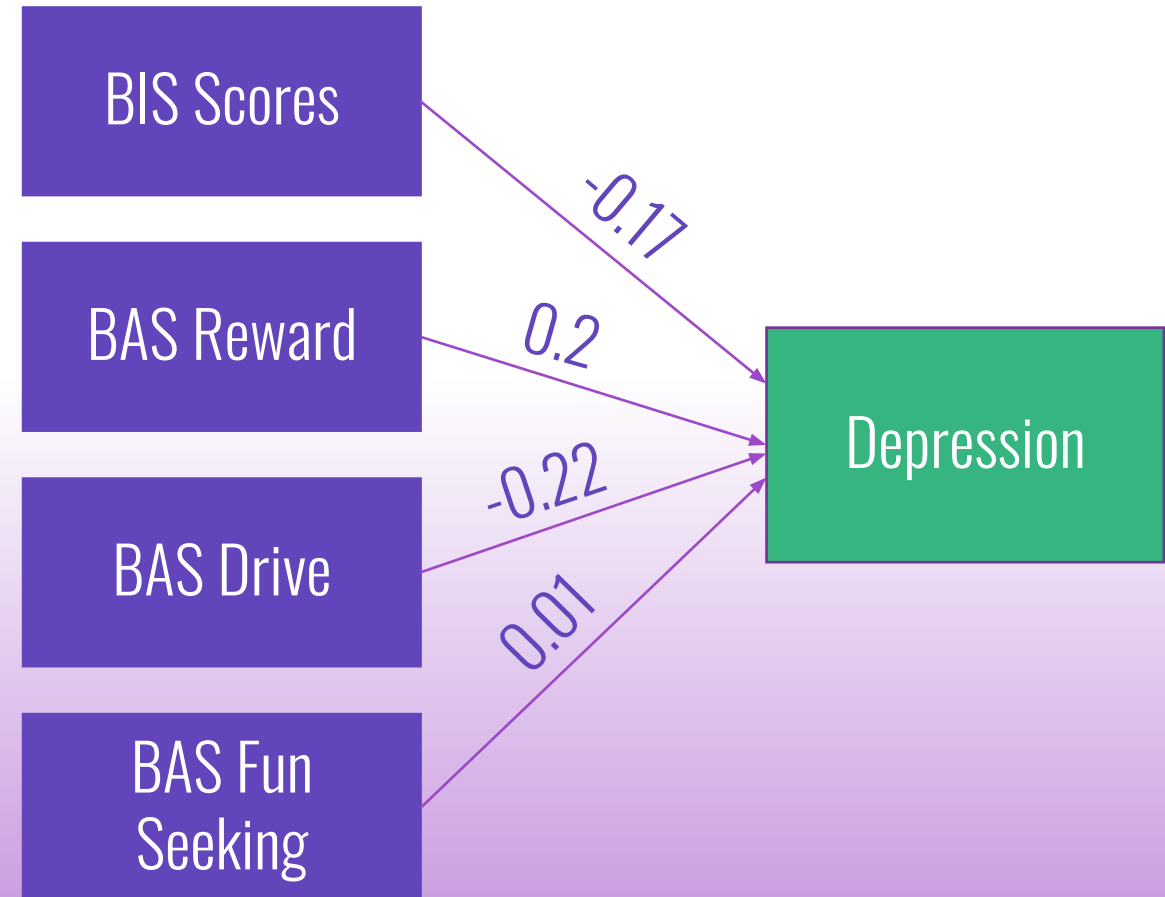 BIS Scores
-0.17
BAS Reward
0.2
Depression
-0.22
BAS Drive
0.01
BAS Fun
Seeking